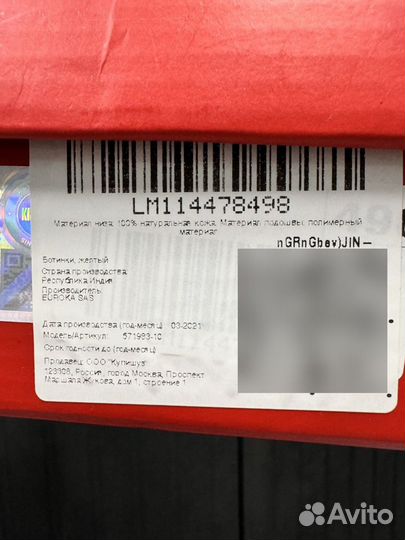 LM114478498
Материал низа: 100% натуральная кожа. Материал подошвы: полимерный
материал
nGRnGbev)JIN—
Ботинки, желтый
Страна производства:
Республика Индия
Производитель:
EUROKA SAS
Дата производства (год-месяц): 03-2021
Модель/Артикул: 571993-10
Срок годности до (год-месяц):
Продавец: ООО "Купишуз"
123308, Россия, город Москва, Проспект
Маршала Жукова, дом 1, строение 1
Avito